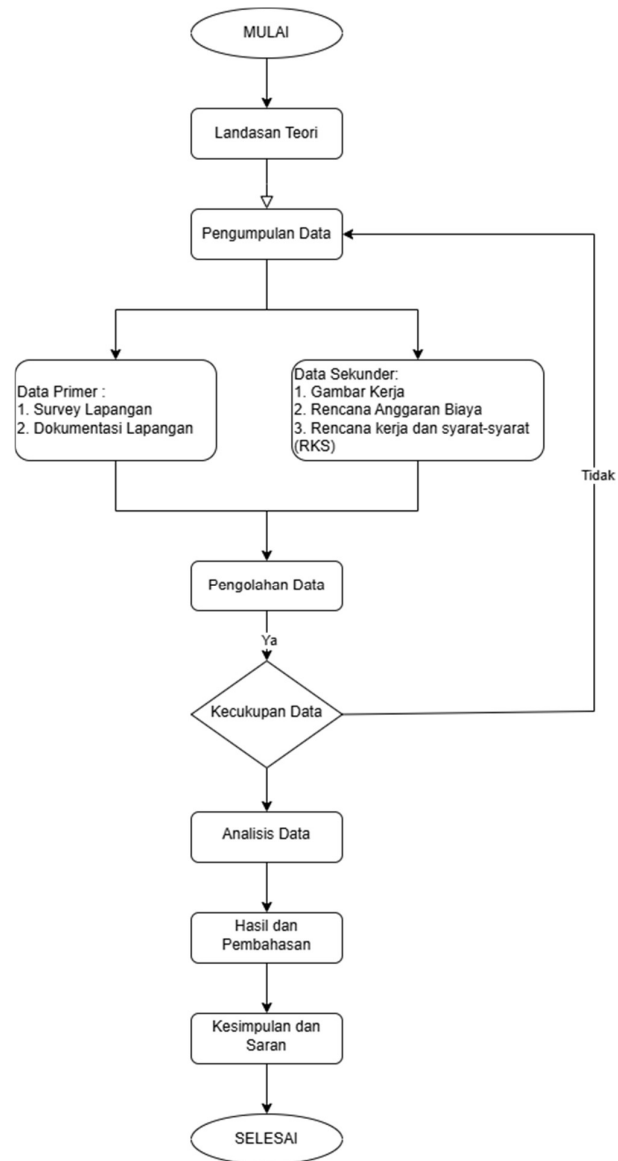 MULAI
Landasan Teori
Pengumpulan Data
Data Primer :
1. Survey Lapangan
2. Dokumentasi Lapangan
Data Sekunder:
1. Gambar Kerja
2. Rencana Anggaran Biaya
3. Rencana kerja dan syarat-syarat
(RKS)
Tidak
Pengolahan Data
Ya
Kecukupan Data
Analisis Data
Hasil dan
Pembahasan
Kesimpulan dan
Saran
SELESAI